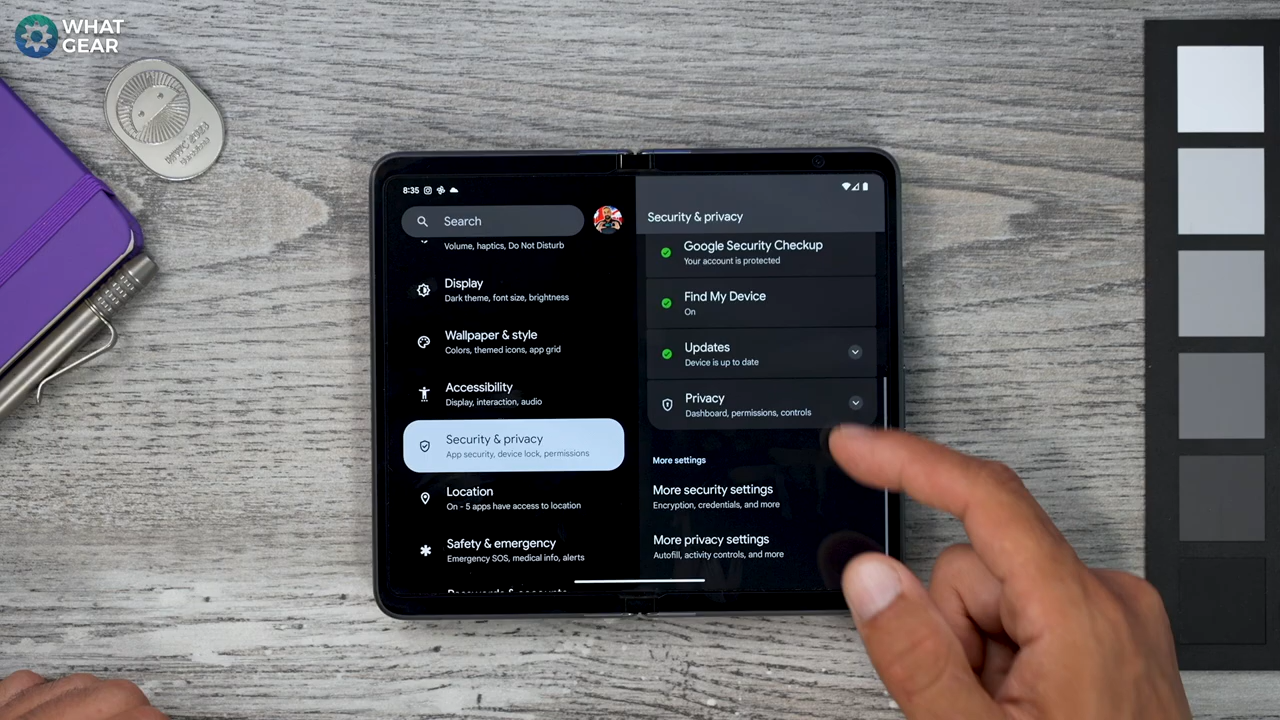 WHAT
GEAR
8:35
Search
Volume, haptics, Do Not Disturb
Display
Dark theme, font size, brightness
Wallpaper & style
Colors, themed icons, app grid
Accessibility
Display, interaction, audio
Security & privacy
App security, device lock, permissions
Location
On - 5 apps have access to location
Safety & emergency
Emergency SOS, medical info, alerts
Passwords & accounts
Security & privacy
Google Security Checkup
Your account is protected
Find My Device
On
Updates
Device is up to date
Privacy
Dashboard, permissions, controls
More settings
More security settings
Encryption, credentials, and more
More privacy settings
Autofill, activity controls, and more